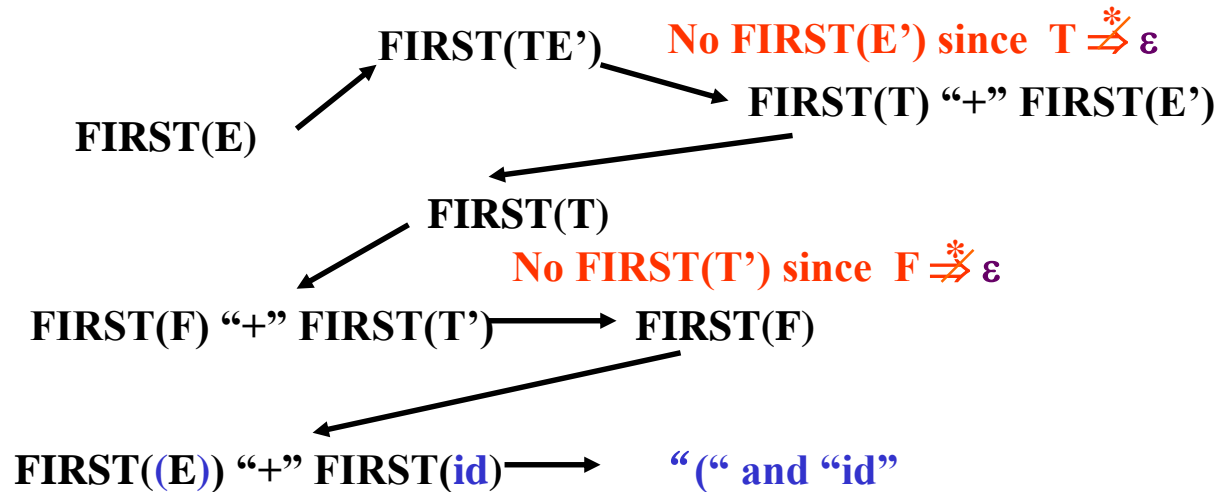 FIRST(TE’) No FIRST(E’) since T ⇏* ε
FIRST(T) “+” FIRST(E’)
FIRST(E)
FIRST(T)
No FIRST(T’) since F ⇏* ε
FIRST(F) “+” FIRST(T’) FIRST(F)
FIRST((E)) “+” FIRST(id) “(“ and “id”